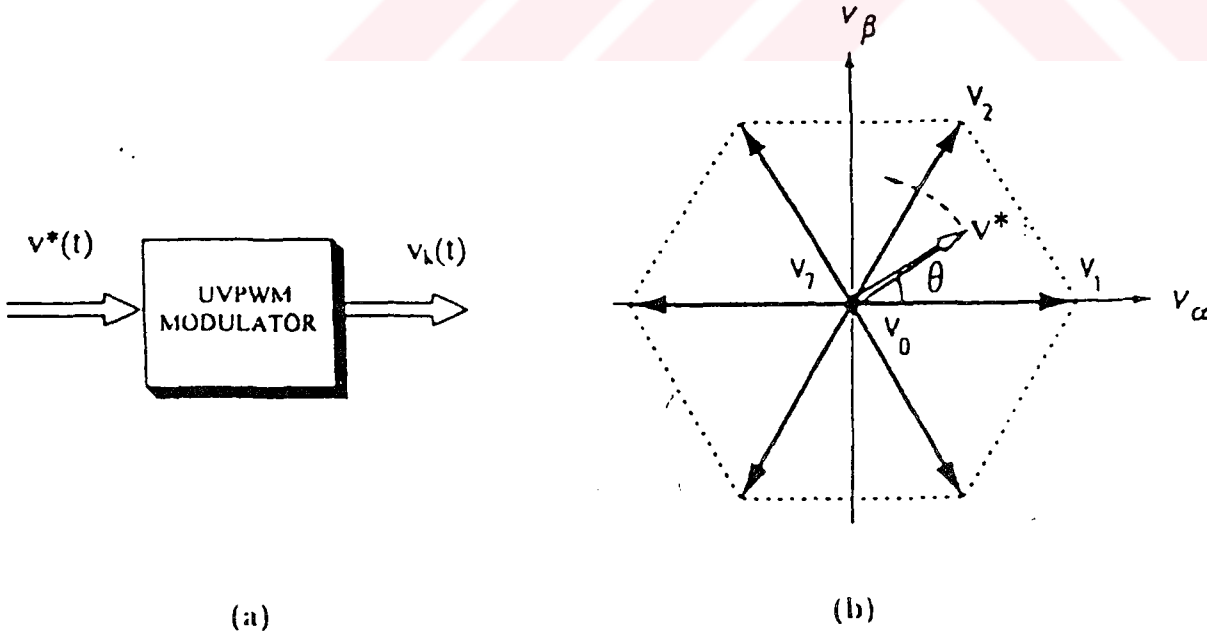 v*(t)
UVPWM
MODULATOR
v_k(t)
(a)
V_β
V_2
V*
θ
V_7
V_0
V_1
V_α
(b)